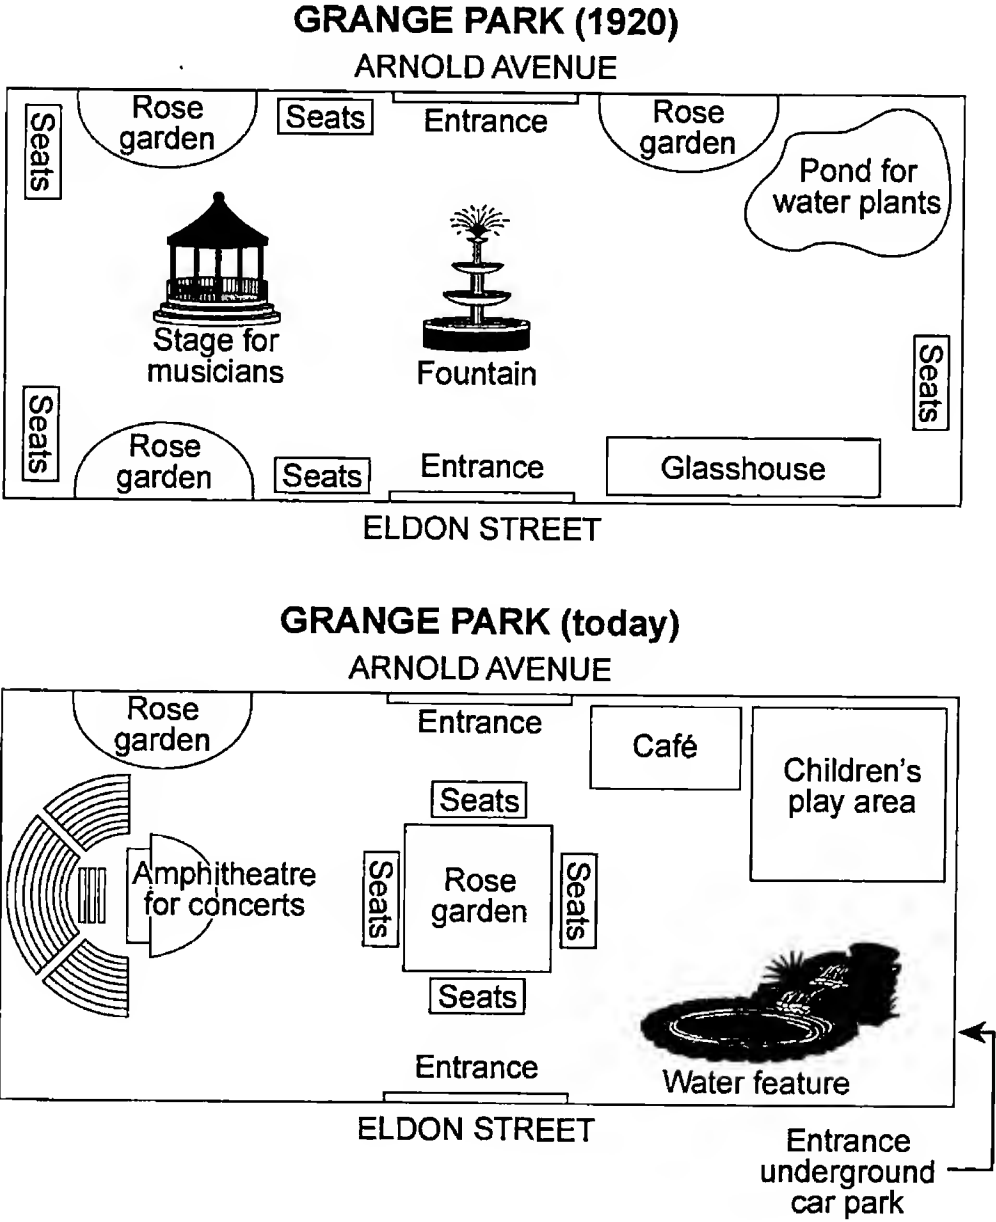 GRANGE PARK (1920)
ARNOLD AVENUE
Rose
garden
Seats
Entrance
Rose
garden
Seats
Pond for
water plants
Stage for
musicians
Fountain
Seats
Seats
Rose
garden
Seats
Entrance
Glasshouse
ELDON STREET
GRANGE PARK (today)
ARNOLD AVENUE
Rose
garden
Entrance
Café
Children's
play area
Seats
Amphitheatre
for concerts
Seats
Rose
garden
Seats
Seats
Entrance
Water feature
ELDON STREET
Entrance
underground
car park